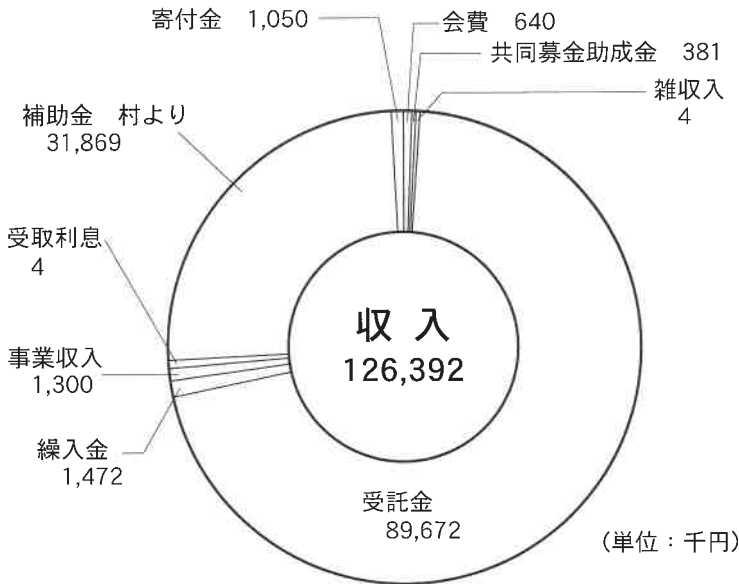 寄付金 1,050
会費 640
共同募金助成金 381
雑収入
4
補助金 村より
31,869
受取利息
4
事業収入
1,300
繰入金
1,472
収 入
126,392
受託金
89,672
(単位：千円)